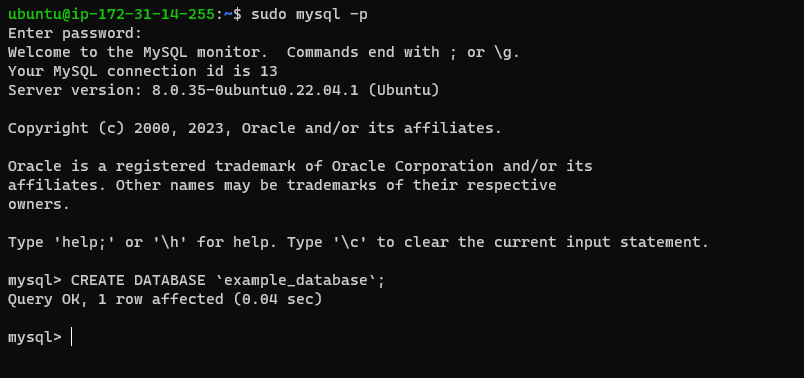 ubuntu@ip-172-31-14-255:~$ sudo mysql -p
Enter password:
Welcome to the MySQL monitor.  Commands end with ; or \g.
Your MySQL connection id is 13
Server version: 8.0.35-0ubuntu0.22.04.1 (Ubuntu)

Copyright (c) 2000, 2023, Oracle and/or its affiliates.

Oracle is a registered trademark of Oracle Corporation and/or its
affiliates. Other names may be trademarks of their respective
owners.

Type 'help;' or '\h' for help. Type '\c' to clear the current input statement.

mysql> CREATE DATABASE `example_database`;
Query OK, 1 row affected (0.04 sec)

mysql>